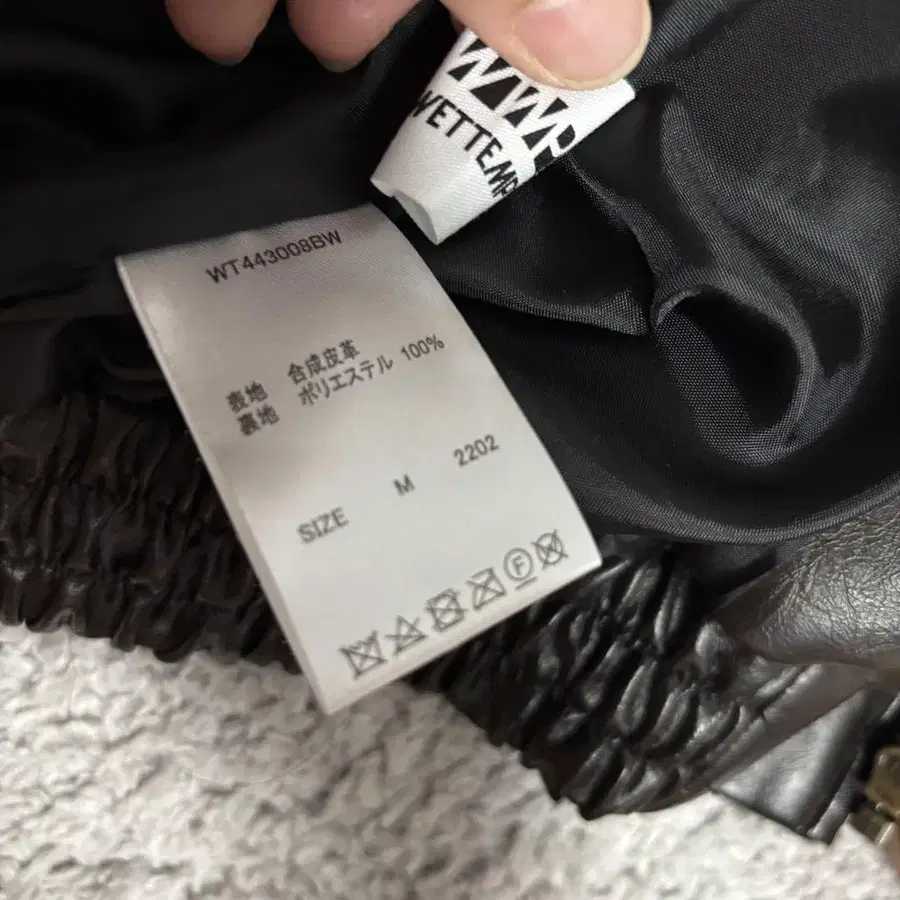 WETTEMP
WT443008BW
表地 合成皮革
裏地 ポリエステル 100%
SIZE M 2202
F